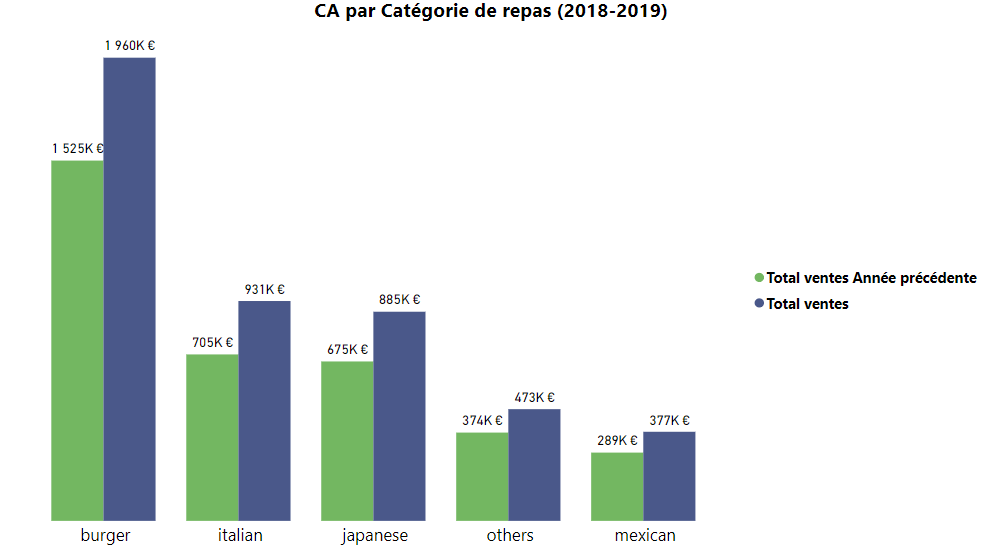 CA par Catégorie de repas (2018-2019)
1 960K €
1 525K €
931K €
705K €
885K €
675K €
473K €
374K €
377K €
289K €
Total ventes Année précédente
Total ventes
burger
italian
japanese
others
mexican